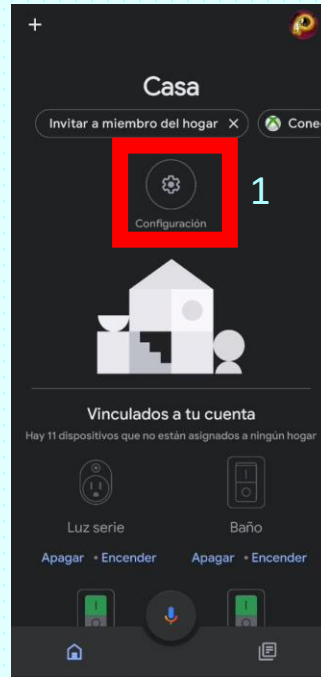 +
Casa
Invitar a miembro del hogar X
Cone
1
Configuración
Vinculados a tu cuenta
Hay 11 dispositivos que no están asignados a ningún hogar
Luz serie
Baño
Apagar • Encender
Apagar • Encender